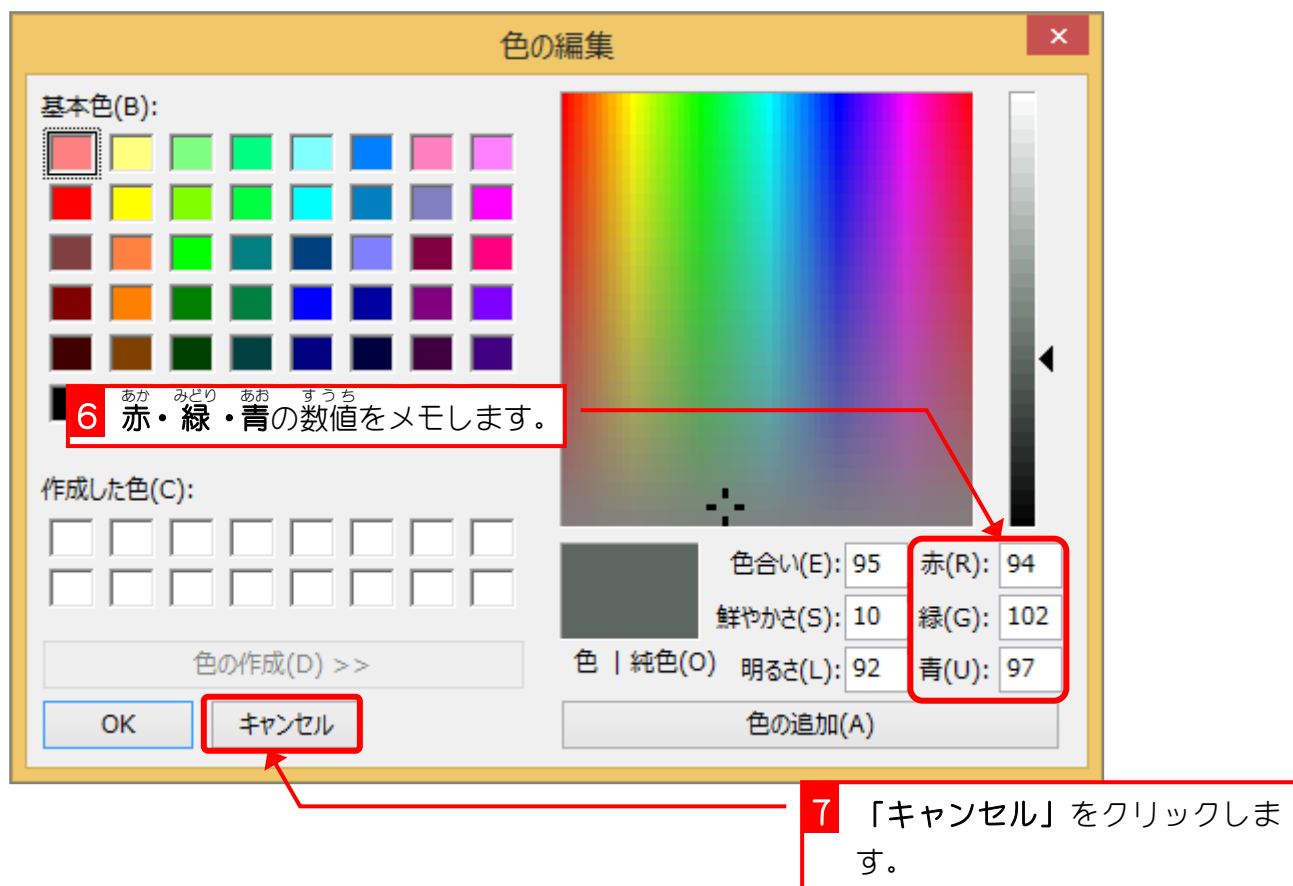 色の編集
基本色(B):
あか みどり あお すうち
6 赤・緑・青の数値をメモします。
作成した色(C):
色合い(E): 95 赤(R): 94
鮮やかさ(S): 10 緑(G): 102
色 | 純色(O) 明るさ(L): 92 青(U): 97
色の作成(D) >>
OK キャンセル 色の追加(A)
7 「キャンセル」をクリックしま
す。